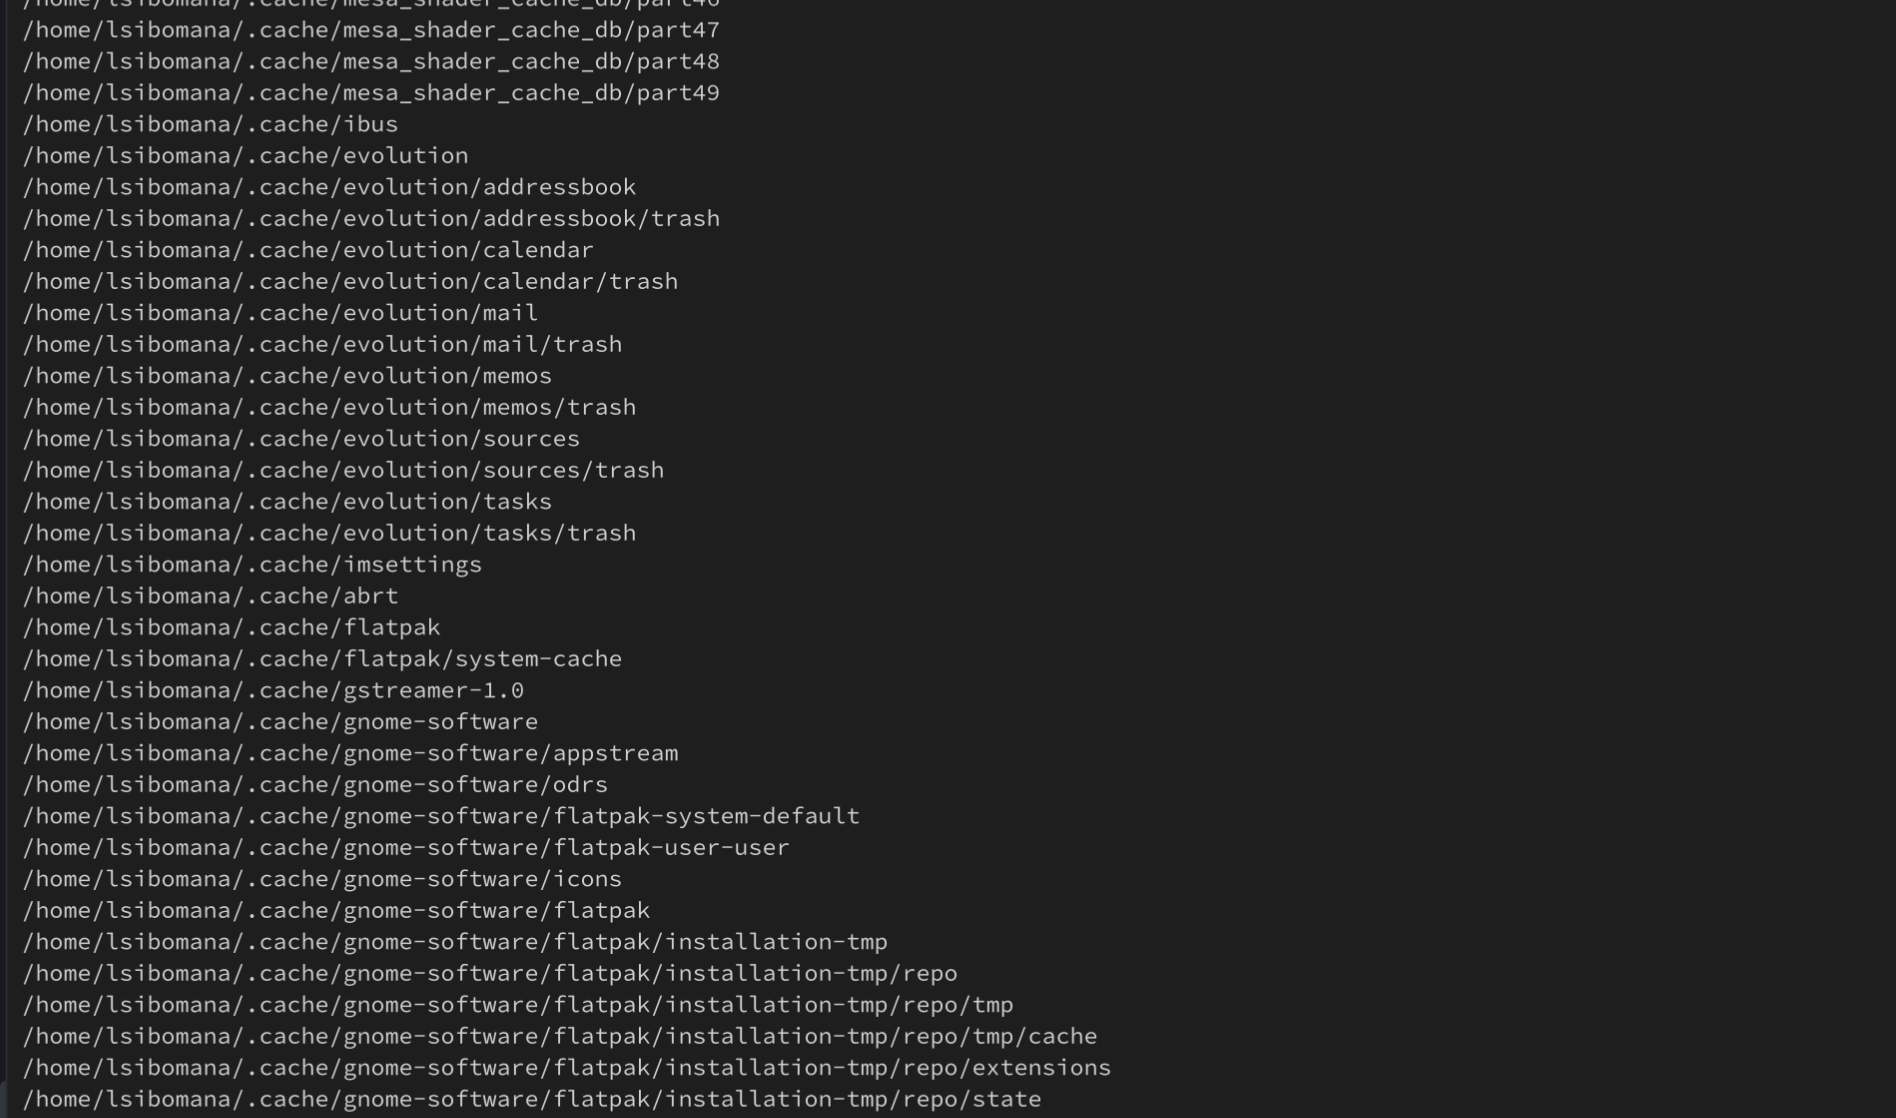 /home/lsibomana/.cache/mesa_shader_cache_db/part46
/home/lsibomana/.cache/mesa_shader_cache_db/part47
/home/lsibomana/.cache/mesa_shader_cache_db/part48
/home/lsibomana/.cache/mesa_shader_cache_db/part49
/home/lsibomana/.cache/ibus
/home/lsibomana/.cache/evolution
/home/lsibomana/.cache/evolution/addressbook
/home/lsibomana/.cache/evolution/addressbook/trash
/home/lsibomana/.cache/evolution/calendar
/home/lsibomana/.cache/evolution/calendar/trash
/home/lsibomana/.cache/evolution/mail
/home/lsibomana/.cache/evolution/mail/trash
/home/lsibomana/.cache/evolution/memos
/home/lsibomana/.cache/evolution/memos/trash
/home/lsibomana/.cache/evolution/sources
/home/lsibomana/.cache/evolution/sources/trash
/home/lsibomana/.cache/evolution/tasks
/home/lsibomana/.cache/evolution/tasks/trash
/home/lsibomana/.cache/imsettings
/home/lsibomana/.cache/abrt
/home/lsibomana/.cache/flatpak
/home/lsibomana/.cache/flatpak/system-cache
/home/lsibomana/.cache/gstreamer-1.0
/home/lsibomana/.cache/gnome-software
/home/lsibomana/.cache/gnome-software/appstream
/home/lsibomana/.cache/gnome-software/odrs
/home/lsibomana/.cache/gnome-software/flatpak-system-default
/home/lsibomana/.cache/gnome-software/flatpak-user-user
/home/lsibomana/.cache/gnome-software/icons
/home/lsibomana/.cache/gnome-software/flatpak
/home/lsibomana/.cache/gnome-software/flatpak/installation-tmp
/home/lsibomana/.cache/gnome-software/flatpak/installation-tmp/repo
/home/lsibomana/.cache/gnome-software/flatpak/installation-tmp/repo/tmp
/home/lsibomana/.cache/gnome-software/flatpak/installation-tmp/repo/tmp/cache
/home/lsibomana/.cache/gnome-software/flatpak/installation-tmp/repo/extensions
/home/lsibomana/.cache/gnome-software/flatpak/installation-tmp/repo/state